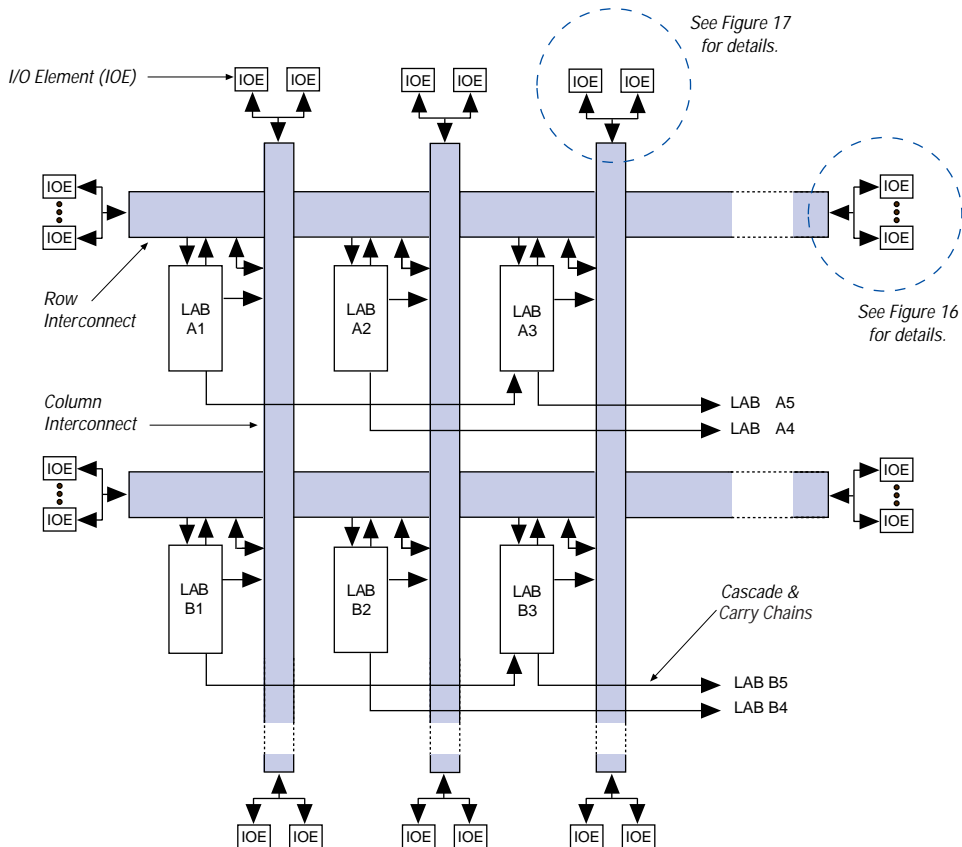 See Figure 17
for details.
I/O Element (IOE)
IOE IOE IOE IOE IOE IOE
IOE
IOE
IOE
IOE
Row
Interconnect
LAB
A1
LAB
A2
LAB
A3
See Figure 16
for details.
Column
Interconnect
LAB A5
LAB A4
IOE
IOE
IOE
IOE
LAB
B1
LAB
B2
LAB
B3
Cascade &
Carry Chains
LAB B5
LAB B4
IOE IOE IOE IOE IOE IOE